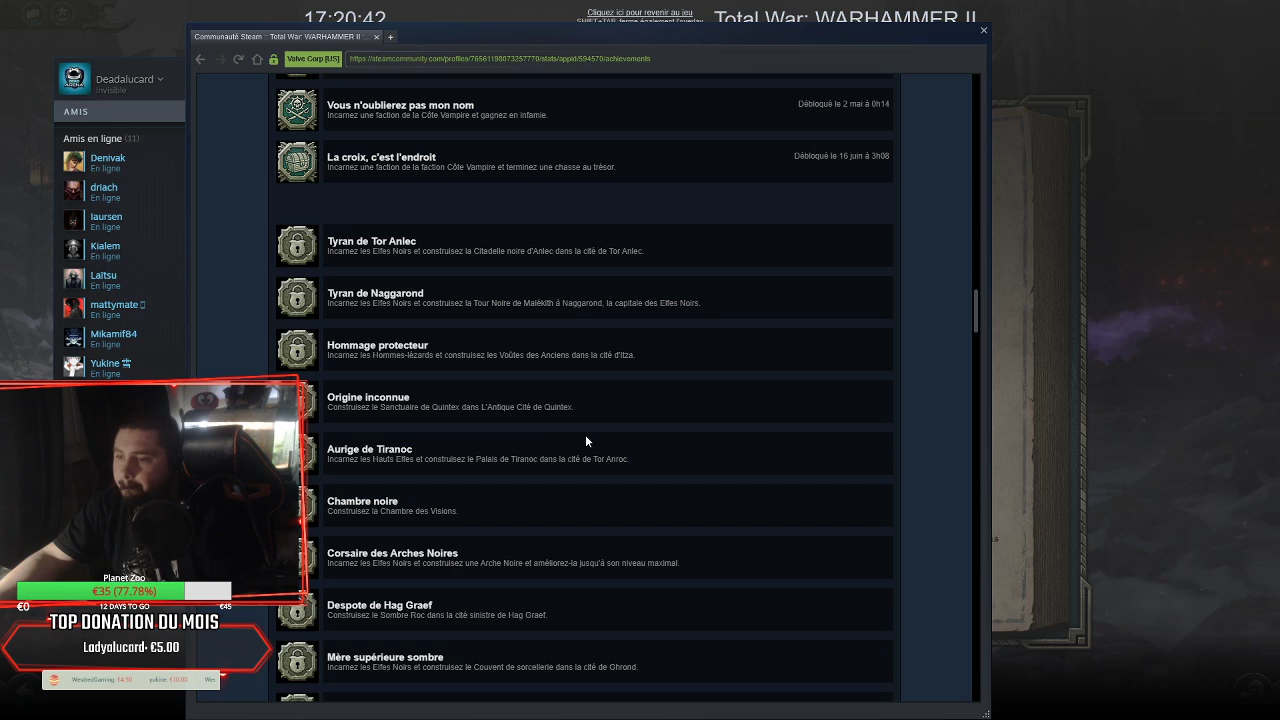 17:20:42
Cliquez ici pour revenir au jeu
SHIFT+TAB ferme également l'overlay
Total War: WARHAMMER II
Communauté Steam :: Total War: WARHAMMER II :...
Valve Corp [US]
https://steamcommunity.com/profiles/76561198073257770/stats/appid/594570/achievements
Deadalucard
Invisible
AMIS
Amis en ligne (11)
Denivak
En ligne
driach
En ligne
laursen
En ligne
Kialem
En ligne
Laïtsu
En ligne
mattymate
En ligne
Mikamif84
En ligne
Yukine
En ligne
Vous n'oublierez pas mon nom
Débloqué le 2 mai à 0h14
Incarnez une faction de la Côte Vampire et gagnez en infamie.
La croix, c'est l'endroit
Débloqué le 16 juin à 3h08
Incarnez une faction de la faction Côte Vampire et terminez une chasse au trésor.
Tyran de Tor Anlec
Incarnez les Elfes Noirs et construisez la Citadelle noire d'Anlec dans la cité de Tor Anlec.
Tyran de Naggarond
Incarnez les Elfes Noirs et construisez la Tour Noire de Malékith à Naggarond, la capitale des Elfes Noirs.
Hommage protecteur
Incarnez les Hommes-lézards et construisez les Voûtes des Anciens dans la cité d'Itza.
Origine inconnue
Construisez le Sanctuaire de Quintex dans L'Antique Cité de Quintex.
Aurige de Tiranoc
Incarnez les Hauts Elfes et construisez le Palais de Tiranoc dans la cité de Tor Anroc.
Chambre noire
Construisez la Chambre des Visions.
Corsaire des Arches Noires
Incarnez les Elfes Noirs et construisez une Arche Noire et améliorez-la jusqu'à son niveau maximal.
Despote de Hag Graef
Construisez le Sombre Roc dans la cité sinistre de Hag Graef.
Mère supérieure sombre
Incarnez les Elfes Noirs et construisez le Couvent de sorcellerie dans la cité de Ghrond.
Planet Zoo
€35 (77.78%)
€0
12 DAYS TO GO
€45
TOP DONATION DU MOIS
Ladyalucard• €5.00
WestredGaming: €4.50
yukine: €10.00
Wes